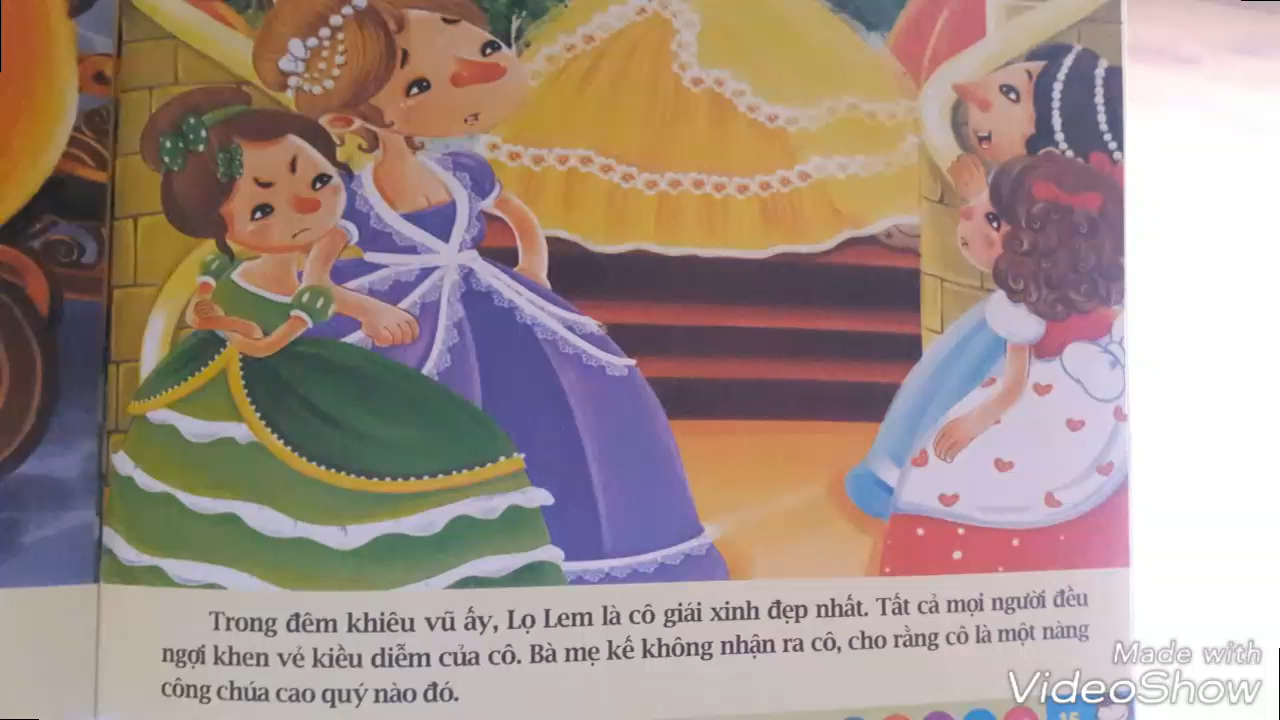 Trong đêm khiêu vũ ấy, Lọ Lem là cô giái xinh đẹp nhất. Tất cả mọi người đều
ngợi khen vẻ kiều diễm của cô. Bà mẹ kế không nhận ra cô, cho rằng cô là một nàng
công chúa cao quý nào đó.
Made with
VideoShow